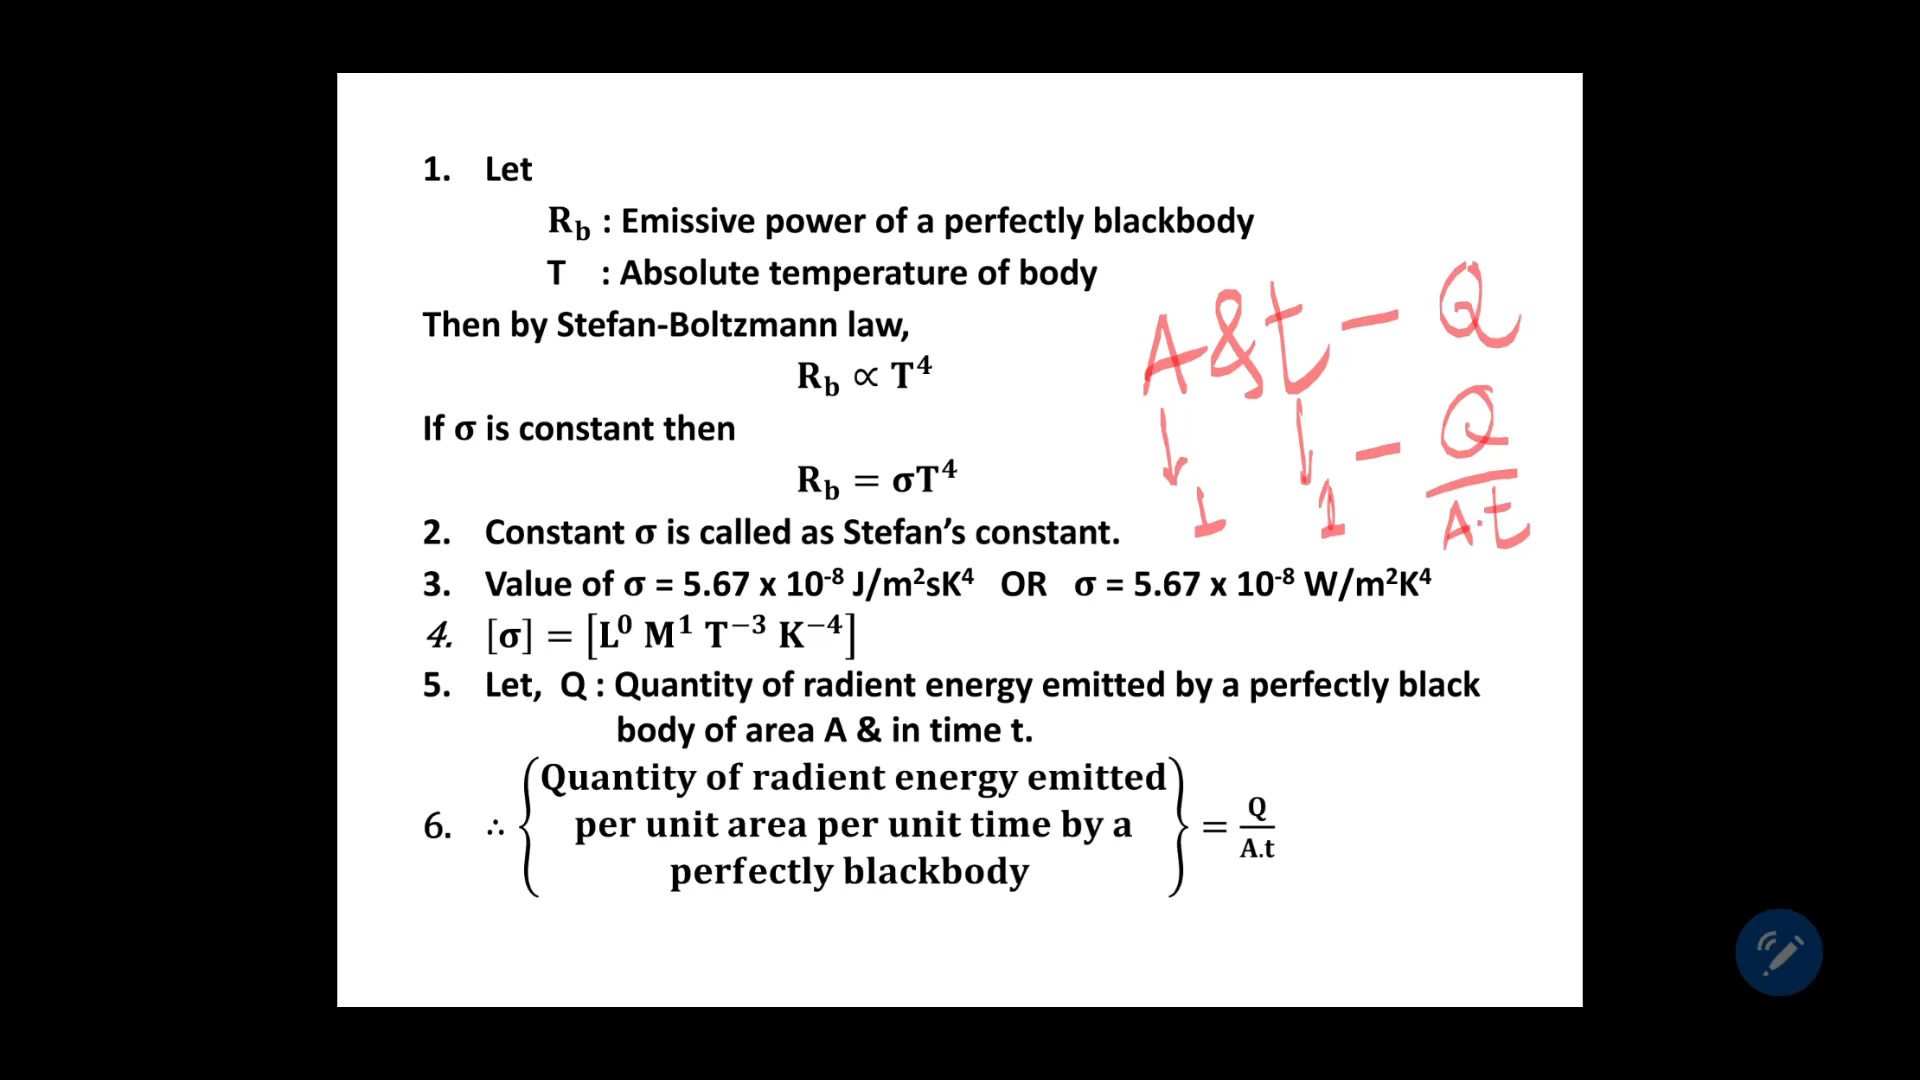 1. Let
R_b : Emissive power of a perfectly blackbody
T : Absolute temperature of body
Then by Stefan-Boltzmann law,
R_b ∝ T⁴
If σ is constant then
R_b = σT⁴
2. Constant σ is called as Stefan’s constant.
3. Value of σ = 5.67 x 10⁻⁸ J/m²sK⁴ OR σ = 5.67 x 10⁻⁸ W/m²K⁴
4. [σ] = [L⁰ M¹ T⁻³ K⁻⁴]
5. Let, Q : Quantity of radient energy emitted by a perfectly black
body of area A & in time t.
6. ∴ {Quantity of radient energy emitted
per unit area per unit time by a
perfectly blackbody} = Q/A.t
A & t – Q
↓ ↓ – Q/A.t
1 1